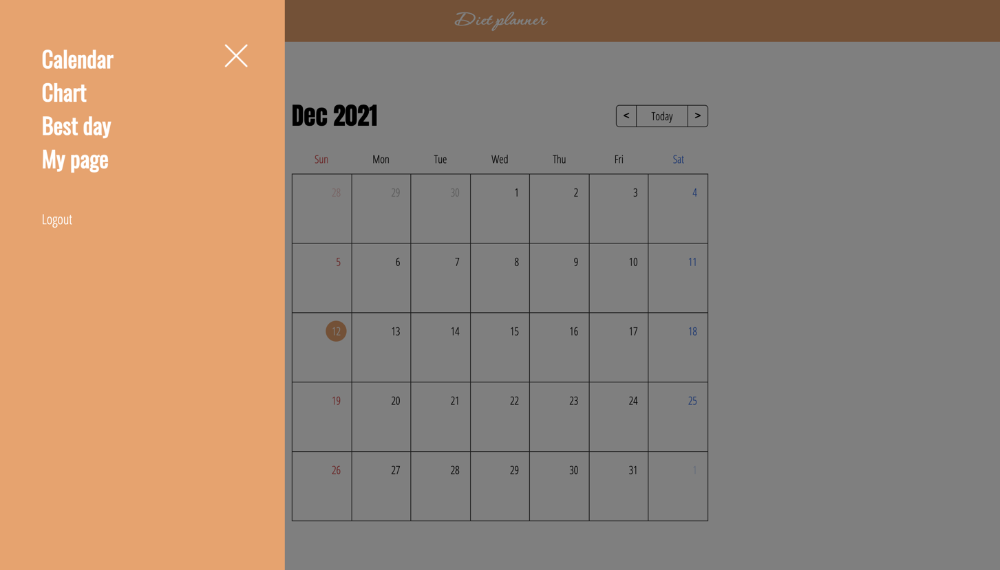 Diet planner
Calendar
Chart
Best day
My page
Logout
Dec 2021
< Today >
Sun Mon Tue Wed Thu Fri Sat
28 29 30 1 2 3 4
5 6 7 8 9 10 11
12 13 14 15 16 17 18
19 20 21 22 23 24 25
26 27 28 29 30 31 1